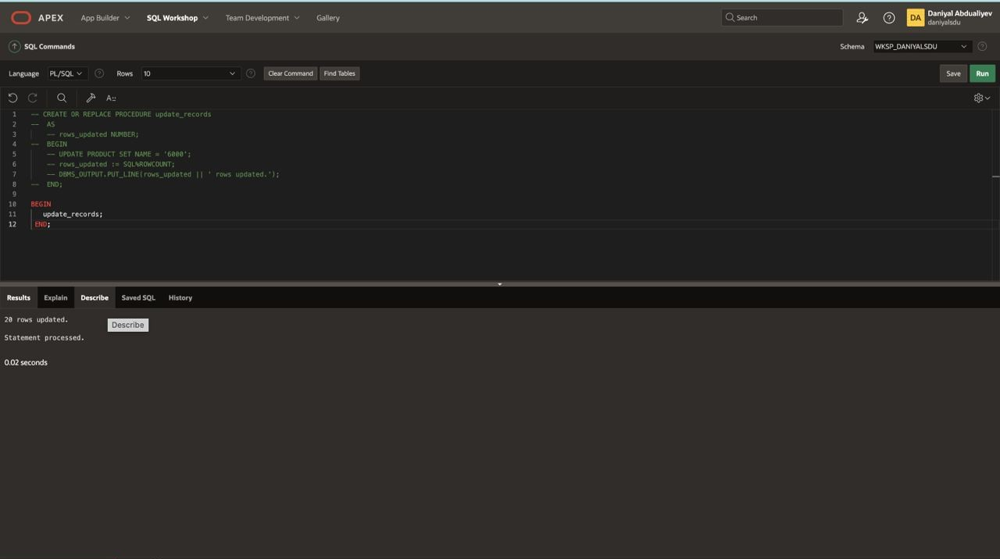 APEX App Builder SQL Workshop Team Development Gallery Search DA Daniyal Abdualiyev
daniyalsdu
SQL Commands Schema WKSP_DANIYALSDU
Language PL/SQL Rows 10 Clear Command Find Tables Save Run
A::
1 -- CREATE OR REPLACE PROCEDURE update_records
2 -- AS
3 -- rows_updated NUMBER;
4 -- BEGIN
5 -- UPDATE PRODUCT SET NAME = '6000';
6 -- rows_updated := SQL%ROWCOUNT;
7 -- DBMS_OUTPUT.PUT_LINE(rows_updated || ' rows updated.');
8 -- END;
9
10 BEGIN
11 update_records;
12 END;
Results Explain Describe Saved SQL History
20 rows updated.
Describe
Statement processed.
0.02 seconds